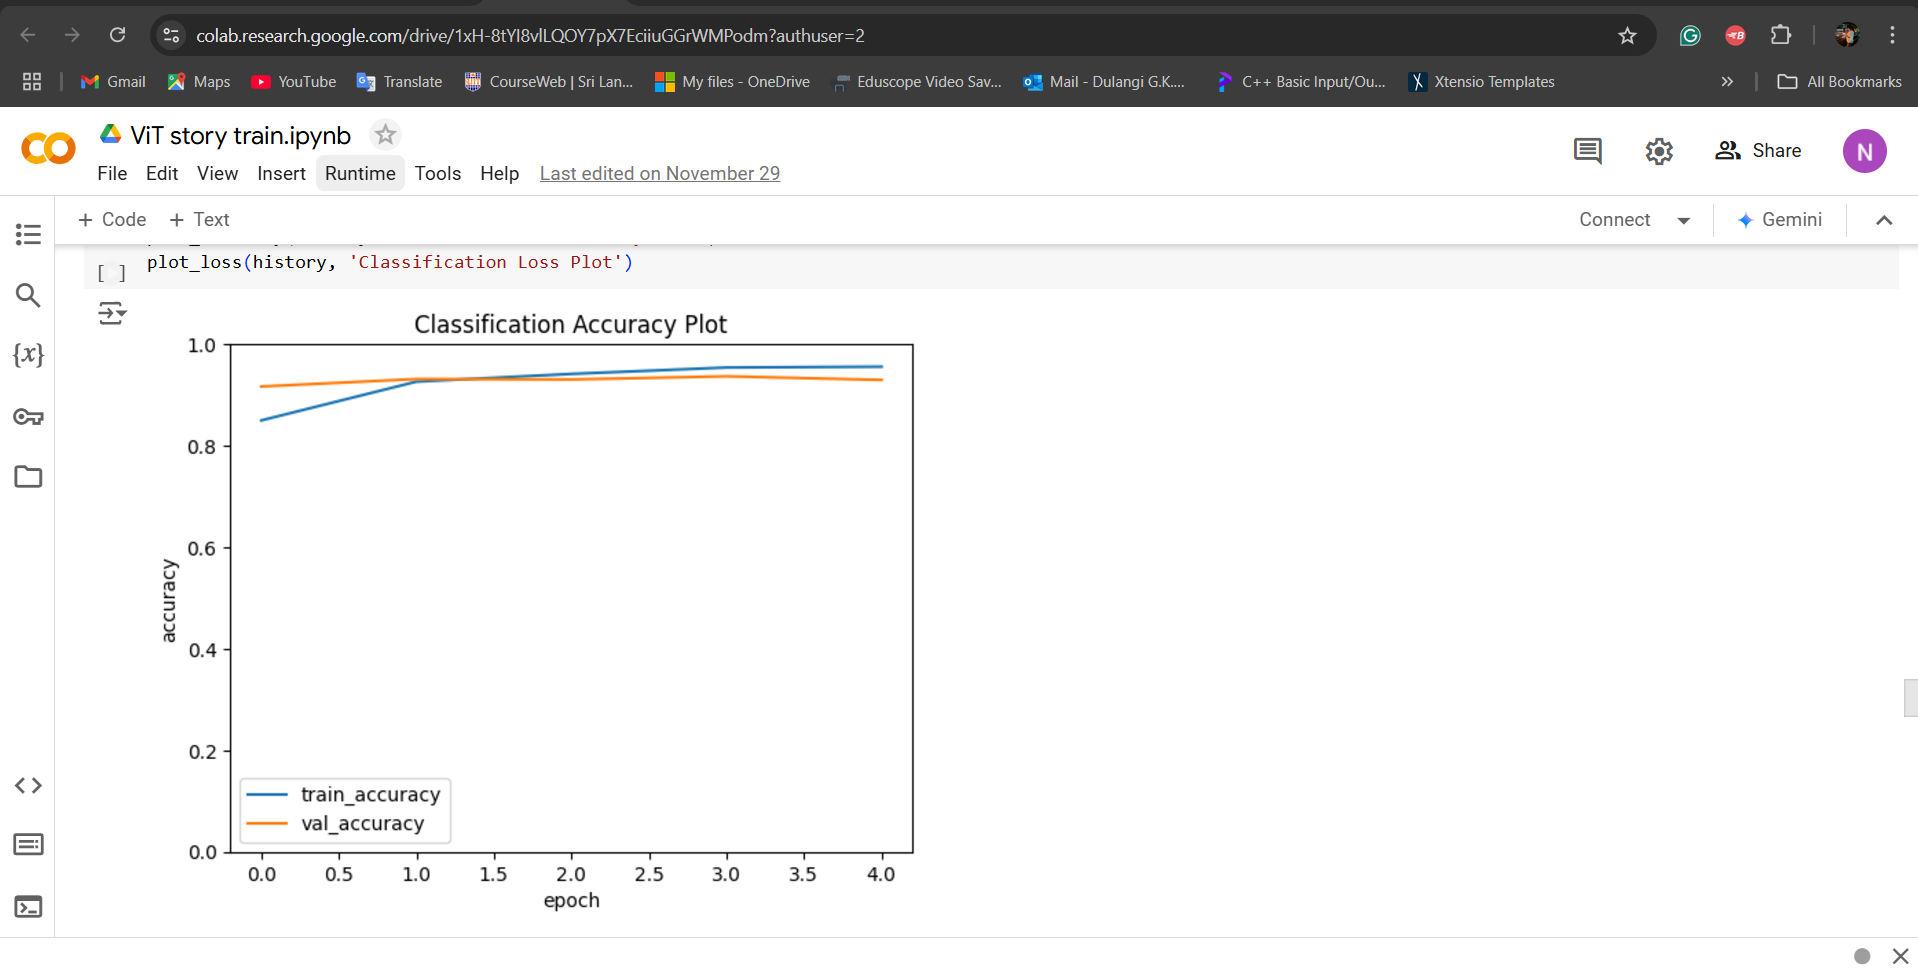 colab.research.google.com/drive/1xH-8tYl8vlLQOY7pX7EciiuGGrWMPodm?authuser=2
Gmail Maps YouTube Translate CourseWeb | Sri Lan... My files - OneDrive Eduscope Video Sav... Mail - Dulangi G.K.... C++ Basic Input/Ou... Xtensio Templates » All Bookmarks
ViT story train.ipynb
File Edit View Insert Runtime Tools Help Last edited on November 29
Share
N
+ Code + Text
Connect Gemini
[ ] plot_loss(history, 'Classification Loss Plot')
{x}
Classification Accuracy Plot
1.0
0.8
0.6
0.4
0.2
0.0
accuracy
train_accuracy
val_accuracy
0.0 0.5 1.0 1.5 2.0 2.5 3.0 3.5 4.0
epoch